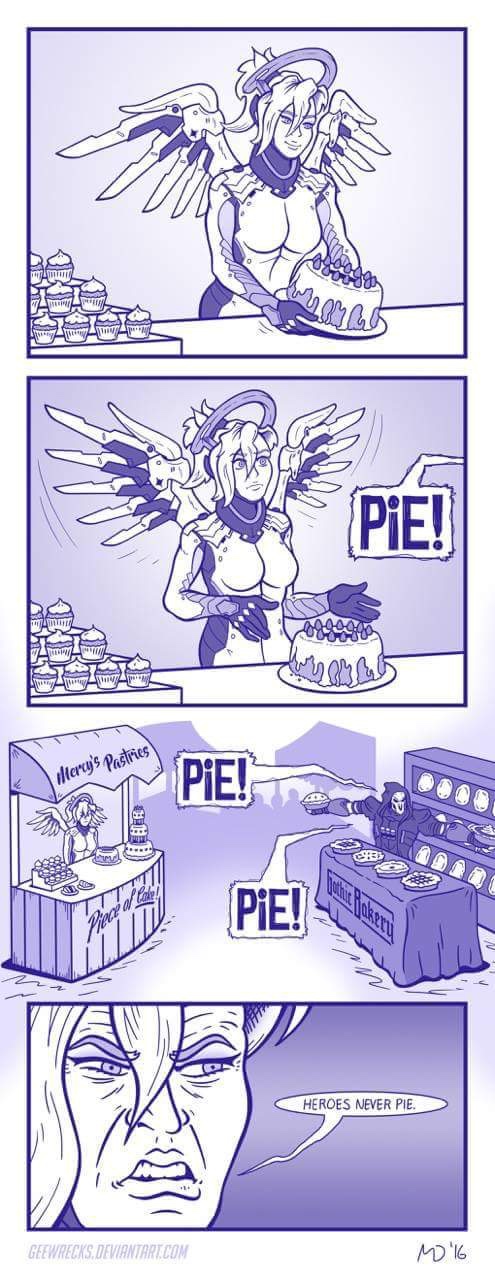 PiE!
Mercy's Pastries
PiE!
Piece of Cake!
PiE!
Gothic Bakery
HEROES NEVER PIE.
GEEWRECKS.DEVIANTART.COM
MD '16